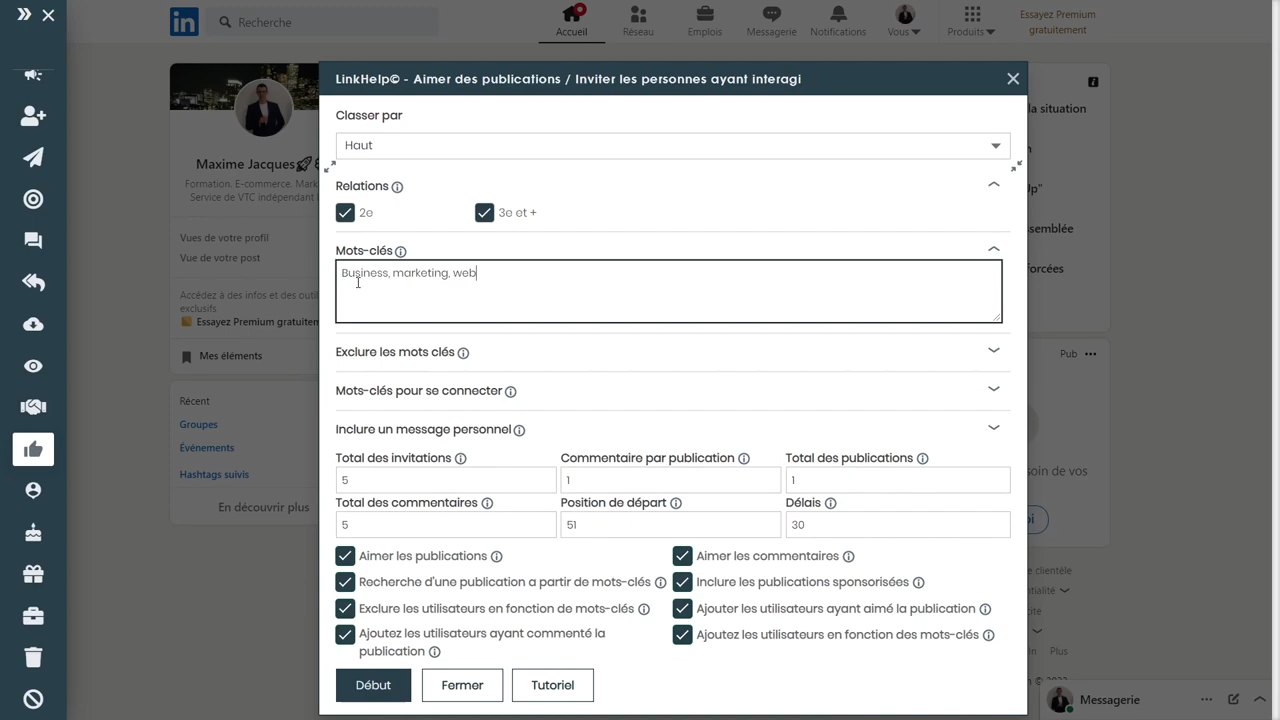 in
Recherche
Accueil
Réseau
Emplois
Messagerie
Notifications
Vous
Produits
Essayez Premium
gratuitement
LinkHelp© - Aimer des publications / Inviter les personnes ayant interagi
Classer par
Haut
Relations
2e
3e et +
Mots-clés
Business, marketing, web
Exclure les mots clés
Mots-clés pour se connecter
Inclure un message personnel
Total des invitations
5
Commentaire par publication
1
Total des publications
1
Total des commentaires
5
Position de départ
51
Délais
30
Aimer les publications
Aimer les commentaires
Recherche d'une publication a partir de mots-clés
Inclure les publications sponsorisées
Exclure les utilisateurs en fonction de mots-clés
Ajouter les utilisateurs ayant aimé la publication
Ajoutez les utilisateurs ayant commenté la
publication
Ajoutez les utilisateurs en fonction des mots-clés
Début
Fermer
Tutoriel
Maxime Jacques
Formation. E-commerce. Mark
Service de VTC indépendant
Vues de votre profil
Vue de votre post
Accédez à des infos et des outil
exclusifs
Essayez Premium gratuitem
Mes éléments
Récent
Groupes
Événements
Hashtags suivis
En découvrir plus
la situation
semblée
forcées
Pub
soin de vos
clientèle
Plus
Messagerie